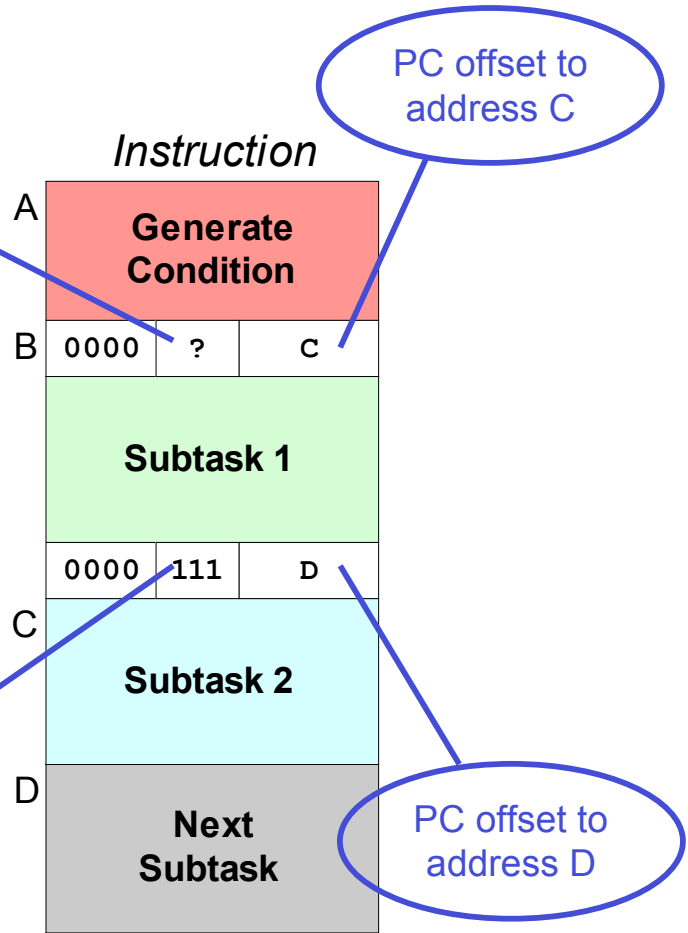 PC offset to
address C
Instruction
A
Generate
Condition
B 0000 ? C
Subtask 1
0000 111 D
C
Subtask 2
D
Next
Subtask
PC offset to
address D